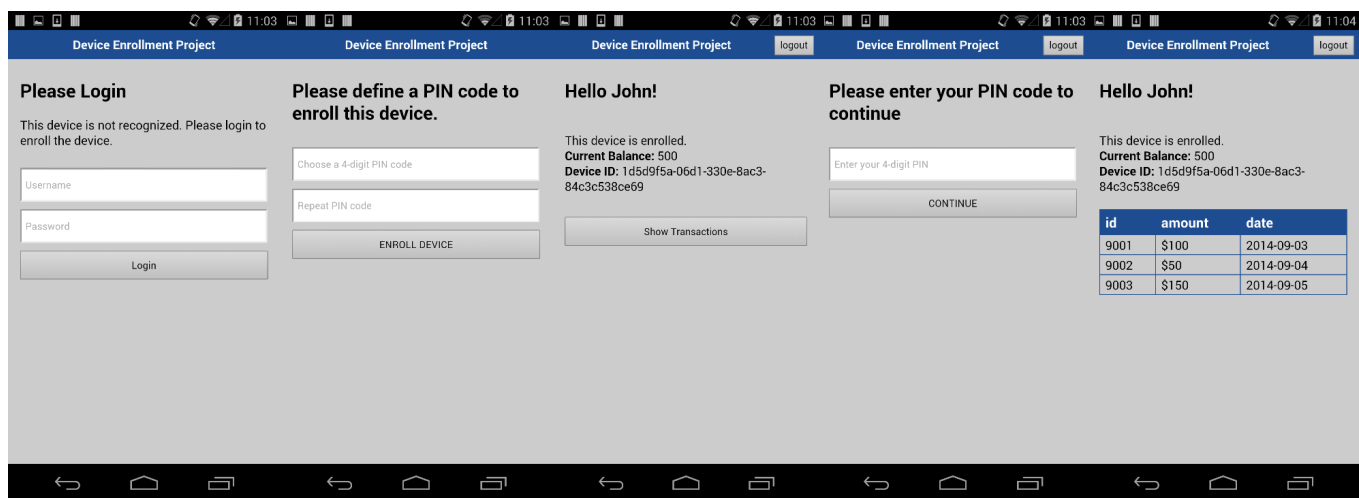 11:03
Device Enrollment Project
Please Login
This device is not recognized. Please login to
enroll the device.
Username
Password
Login
11:03
Device Enrollment Project
Please define a PIN code to
enroll this device.
Choose a 4-digit PIN code
Repeat PIN code
ENROLL DEVICE
11:03
Device Enrollment Project
logout
Hello John!
This device is enrolled.
Current Balance: 500
Device ID: 1d5d9f5a-06d1-330e-8ac3-
84c3c538ce69
Show Transactions
11:03
Device Enrollment Project
logout
Please enter your PIN code to
continue
Enter your 4-digit PIN
CONTINUE
11:04
Device Enrollment Project
logout
Hello John!
This device is enrolled.
Current Balance: 500
Device ID: 1d5d9f5a-06d1-330e-8ac3-
84c3c538ce69
id amount date
9001 $100 2014-09-03
9002 $50 2014-09-04
9003 $150 2014-09-05